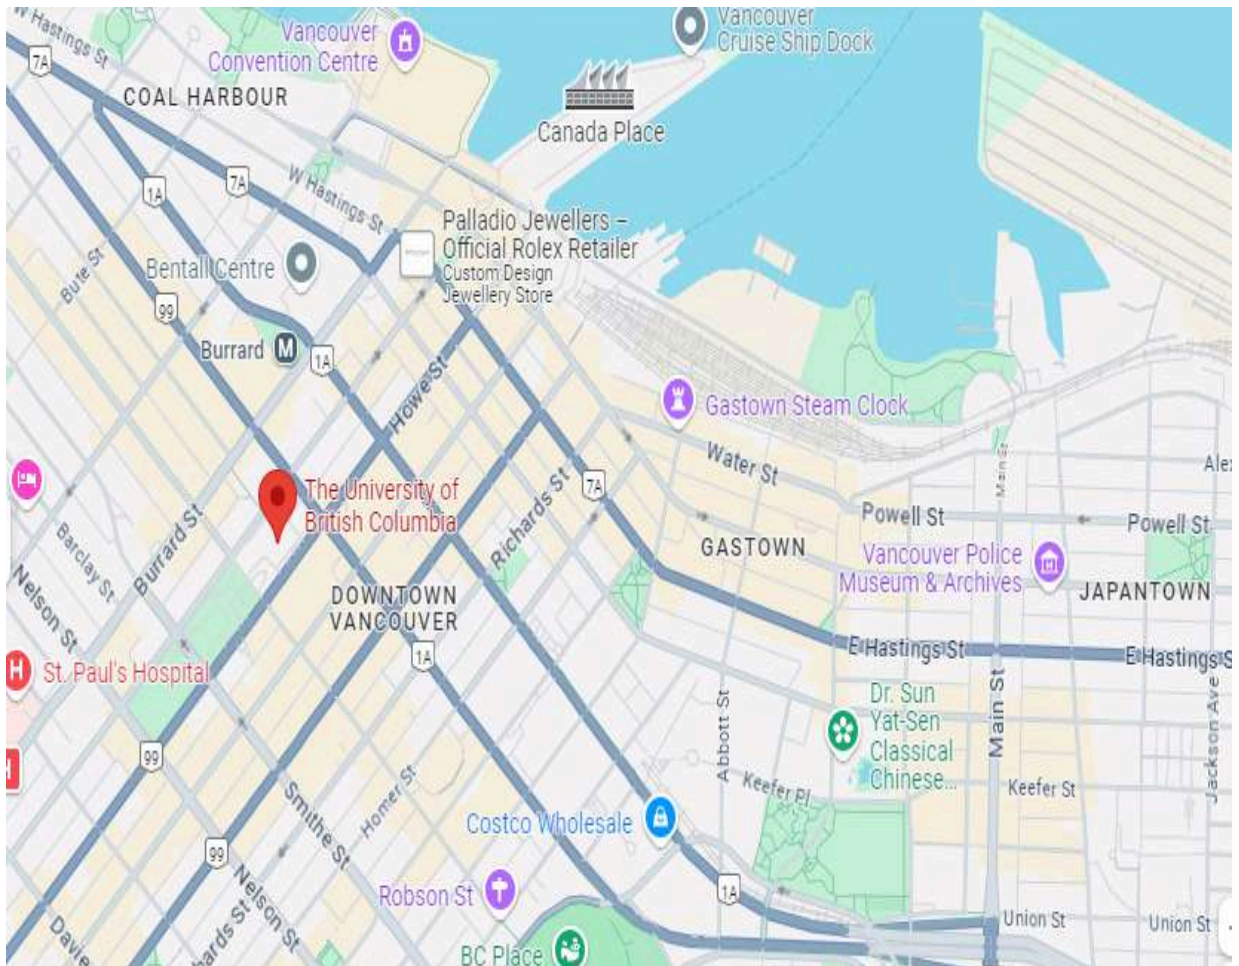 W Hastings St
7A
Vancouver
Convention Centre
Vancouver
Cruise Ship Dock
COAL HARBOUR
Canada Place
1A
7A
W Hastings St
Palladio Jewellers –
Official Rolex Retailer
Custom Design
Jewellery Store
Bute St
Bentall Centre
99
Burrard
M
1A
Howe St
Gastown Steam Clock
Water St
Main St
7A
Richards St
The University of
British Columbia
Powell St
Powell St
Barclay St
Burrard St
GASTOWN
Vancouver Police
Museum & Archives
JAPANTOWN
Nelson St
DOWNTOWN
VANCOUVER
1A
E Hastings St
E Hastings S
H
St. Paul's Hospital
Abbott St
Dr. Sun
Yat-Sen
Classical
Chinese...
Main St
Jackson Ave
99
Keefer Pl
Keefer St
Homer St
Smithe St
Costco Wholesale
99
Robson St
1A
Nelson St
Union St
Union St
BC Place